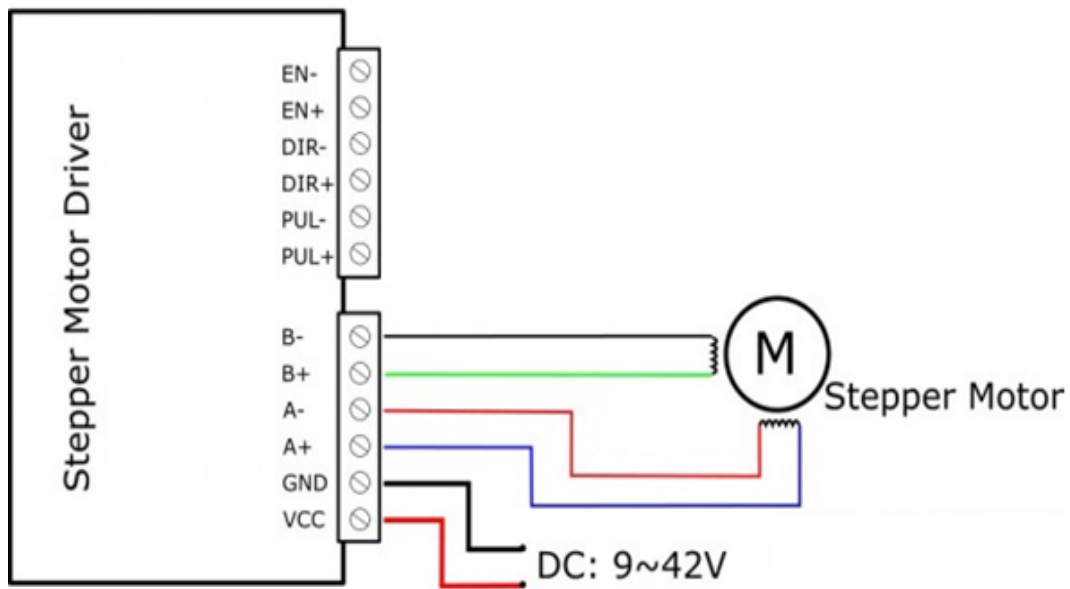 Stepper Motor Driver
EN-
EN+
DIR-
DIR+
PUL-
PUL+
B-
B+
A-
A+
GND
VCC
M
Stepper Motor
DC: 9~42V